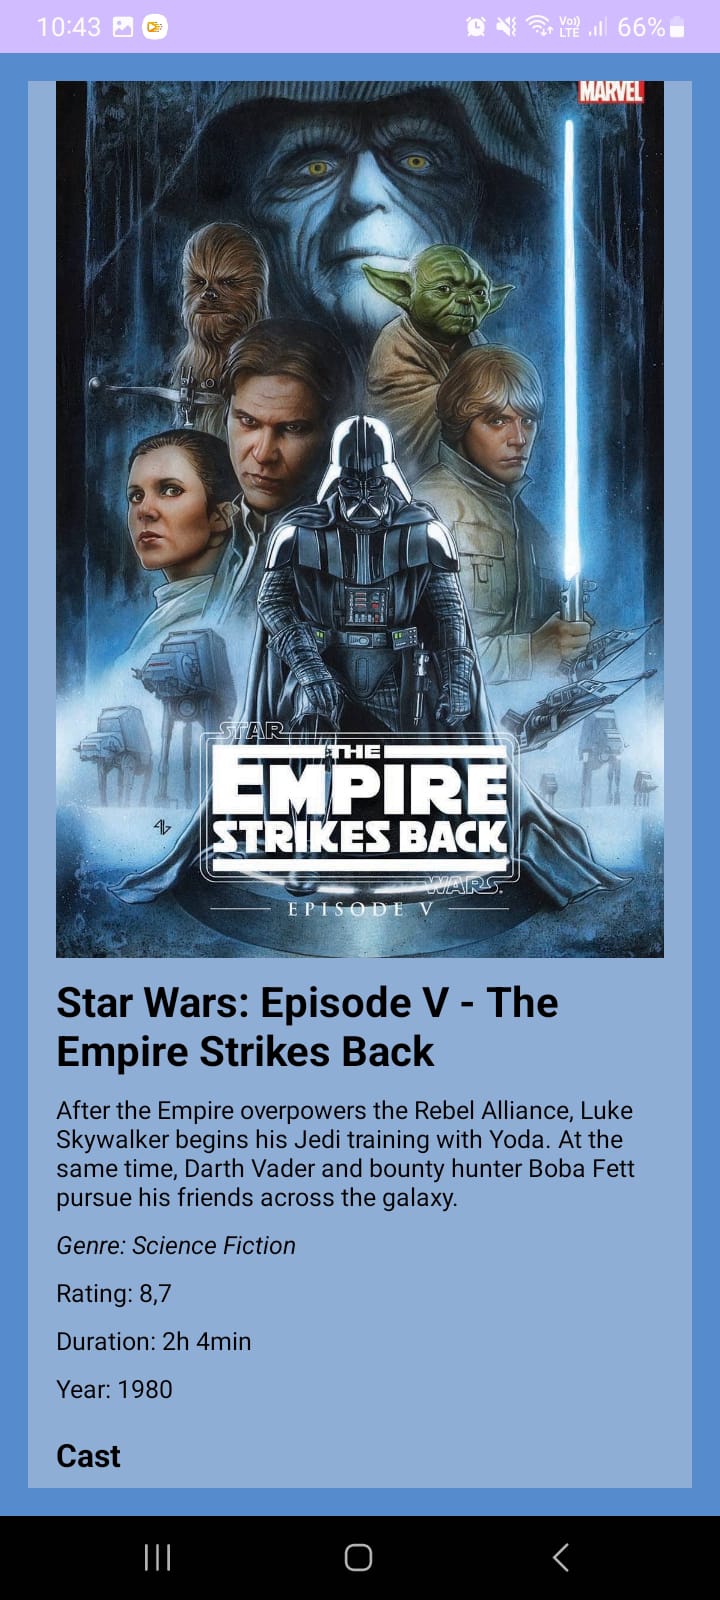 10:43
Vo))
LTE
66%
MARVEL
STAR
THE
EMPIRE
STRIKES BACK
WARS.
EPISODE V
Star Wars: Episode V - The
Empire Strikes Back
After the Empire overpowers the Rebel Alliance, Luke
Skywalker begins his Jedi training with Yoda. At the
same time, Darth Vader and bounty hunter Boba Fett
pursue his friends across the galaxy.
Genre: Science Fiction
Rating: 8,7
Duration: 2h 4min
Year: 1980
Cast